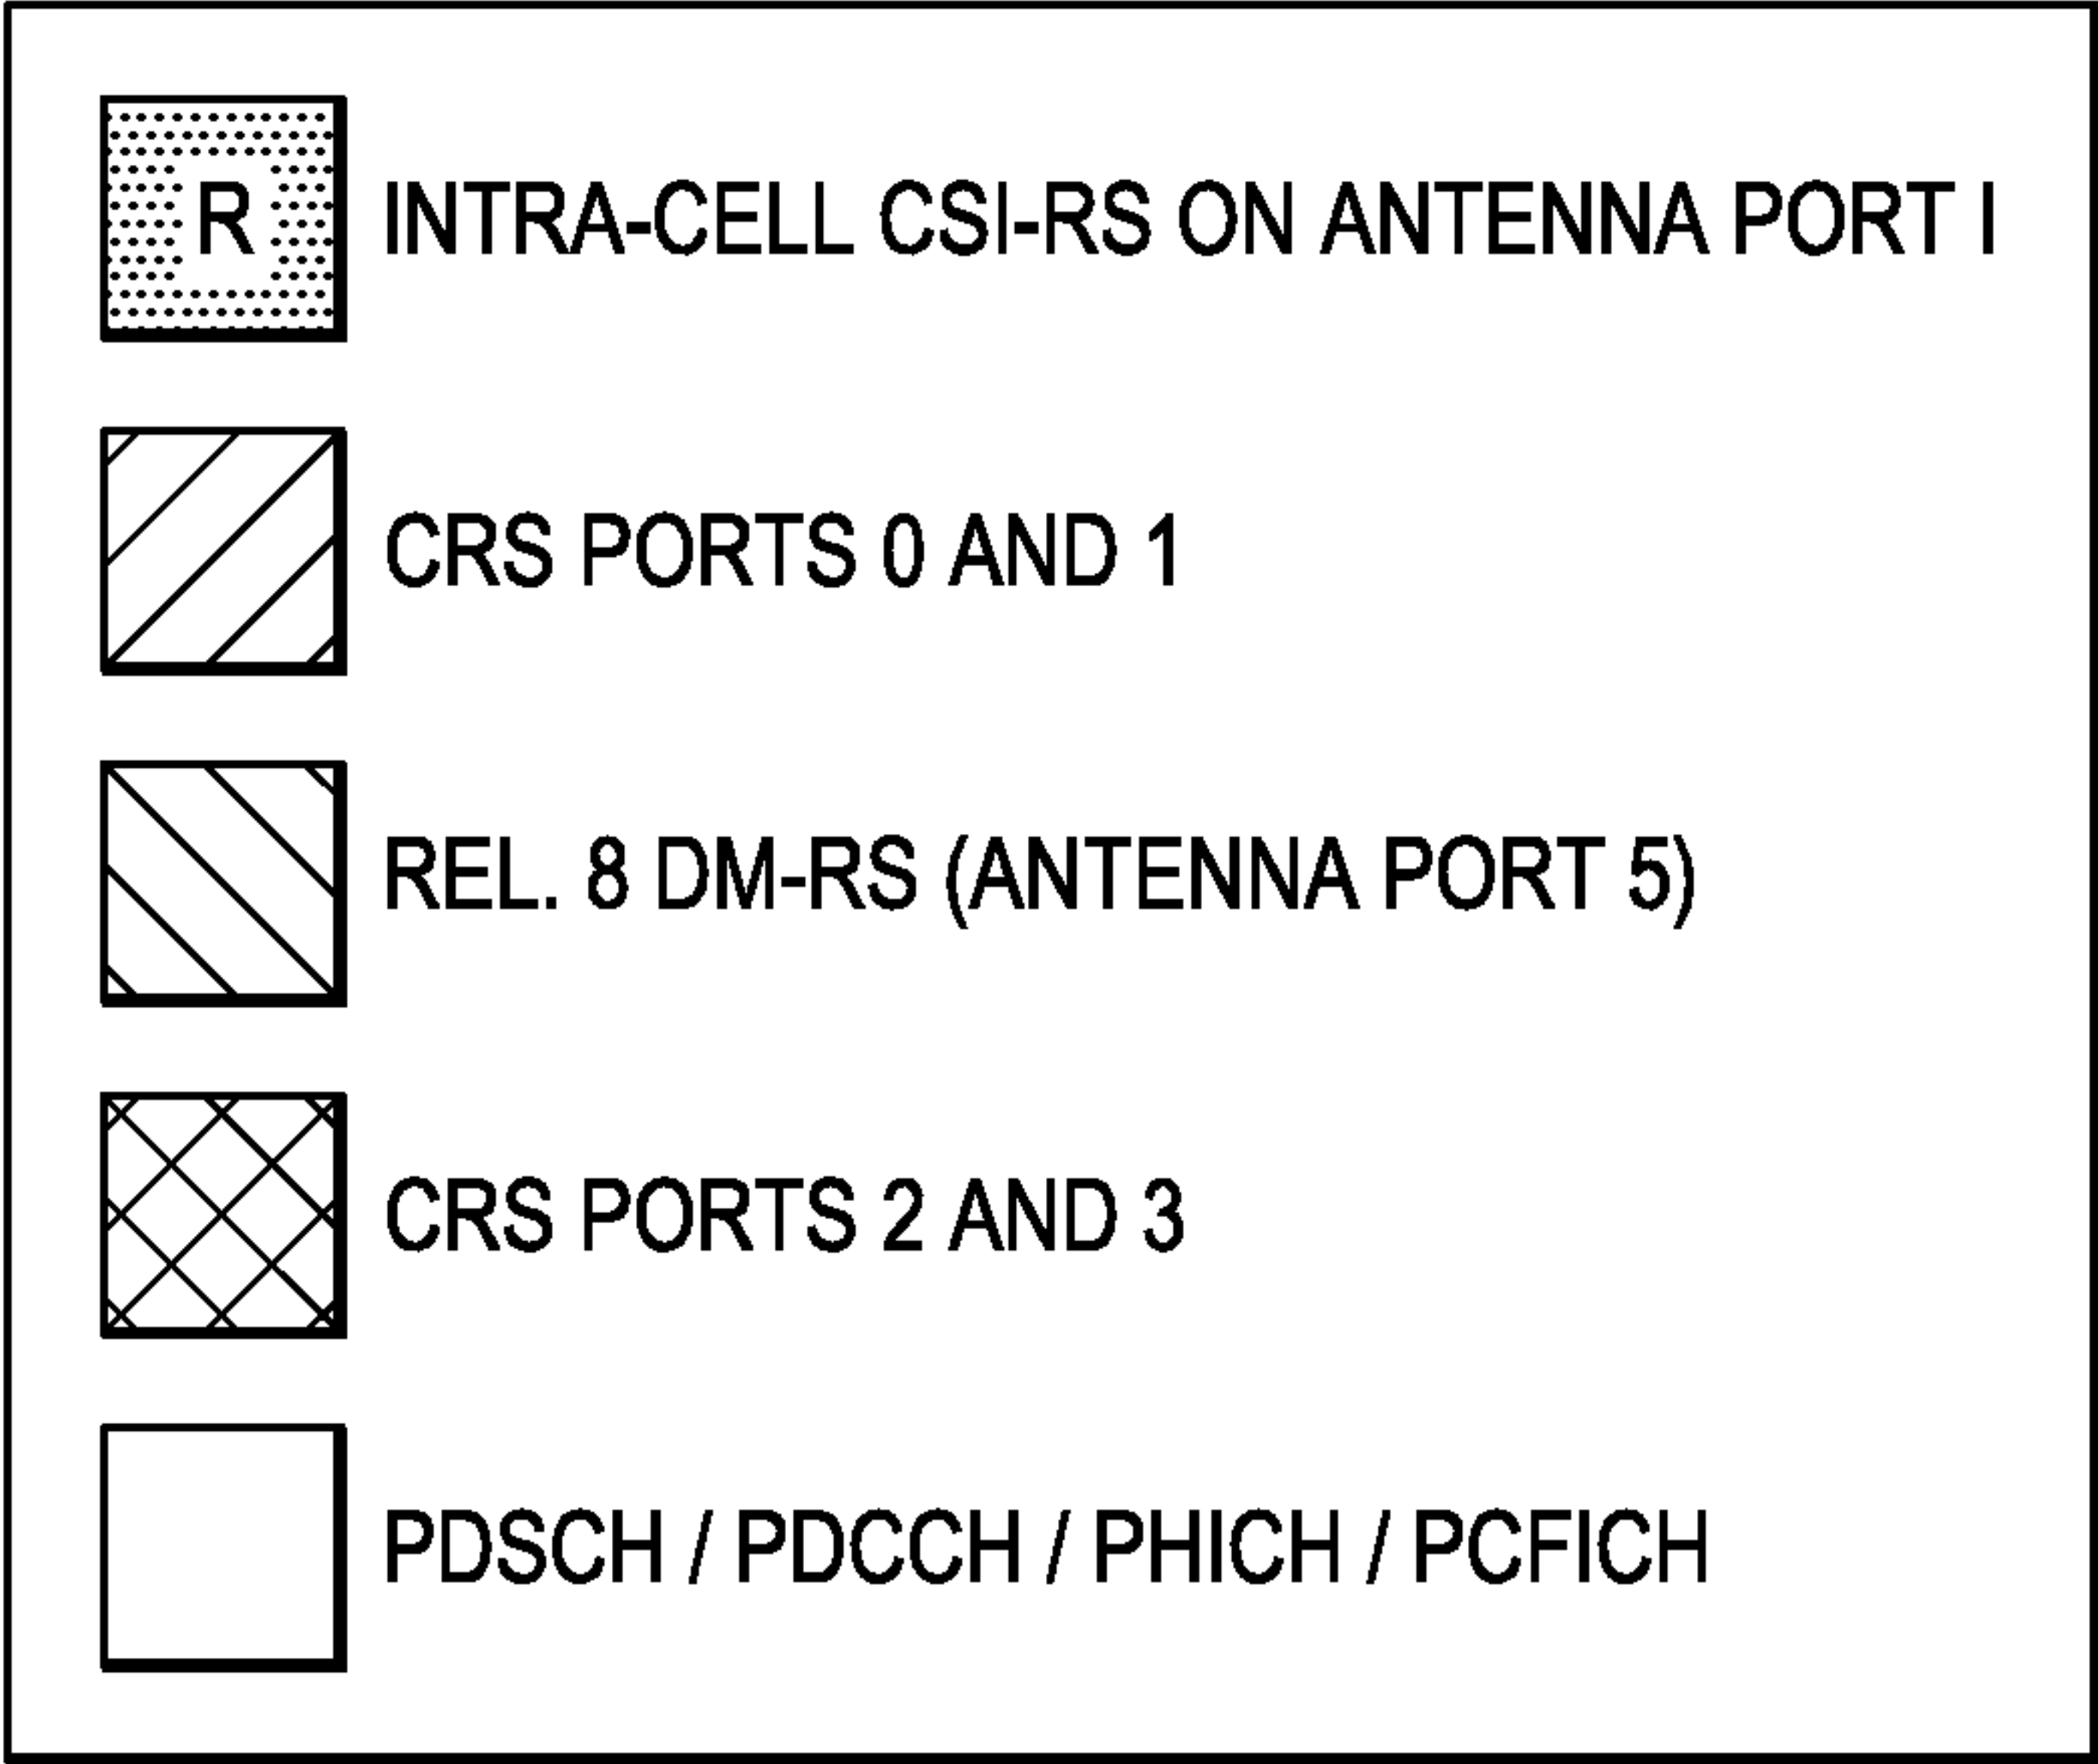 R INTRA-CELL CSI-RS ON ANTENNA PORT I
CRS PORTS 0 AND 1
REL. 8 DM-RS (ANTENNA PORT 5)
CRS PORTS 2 AND 3
PDSCH / PDCCH / PHICH / PCFICH